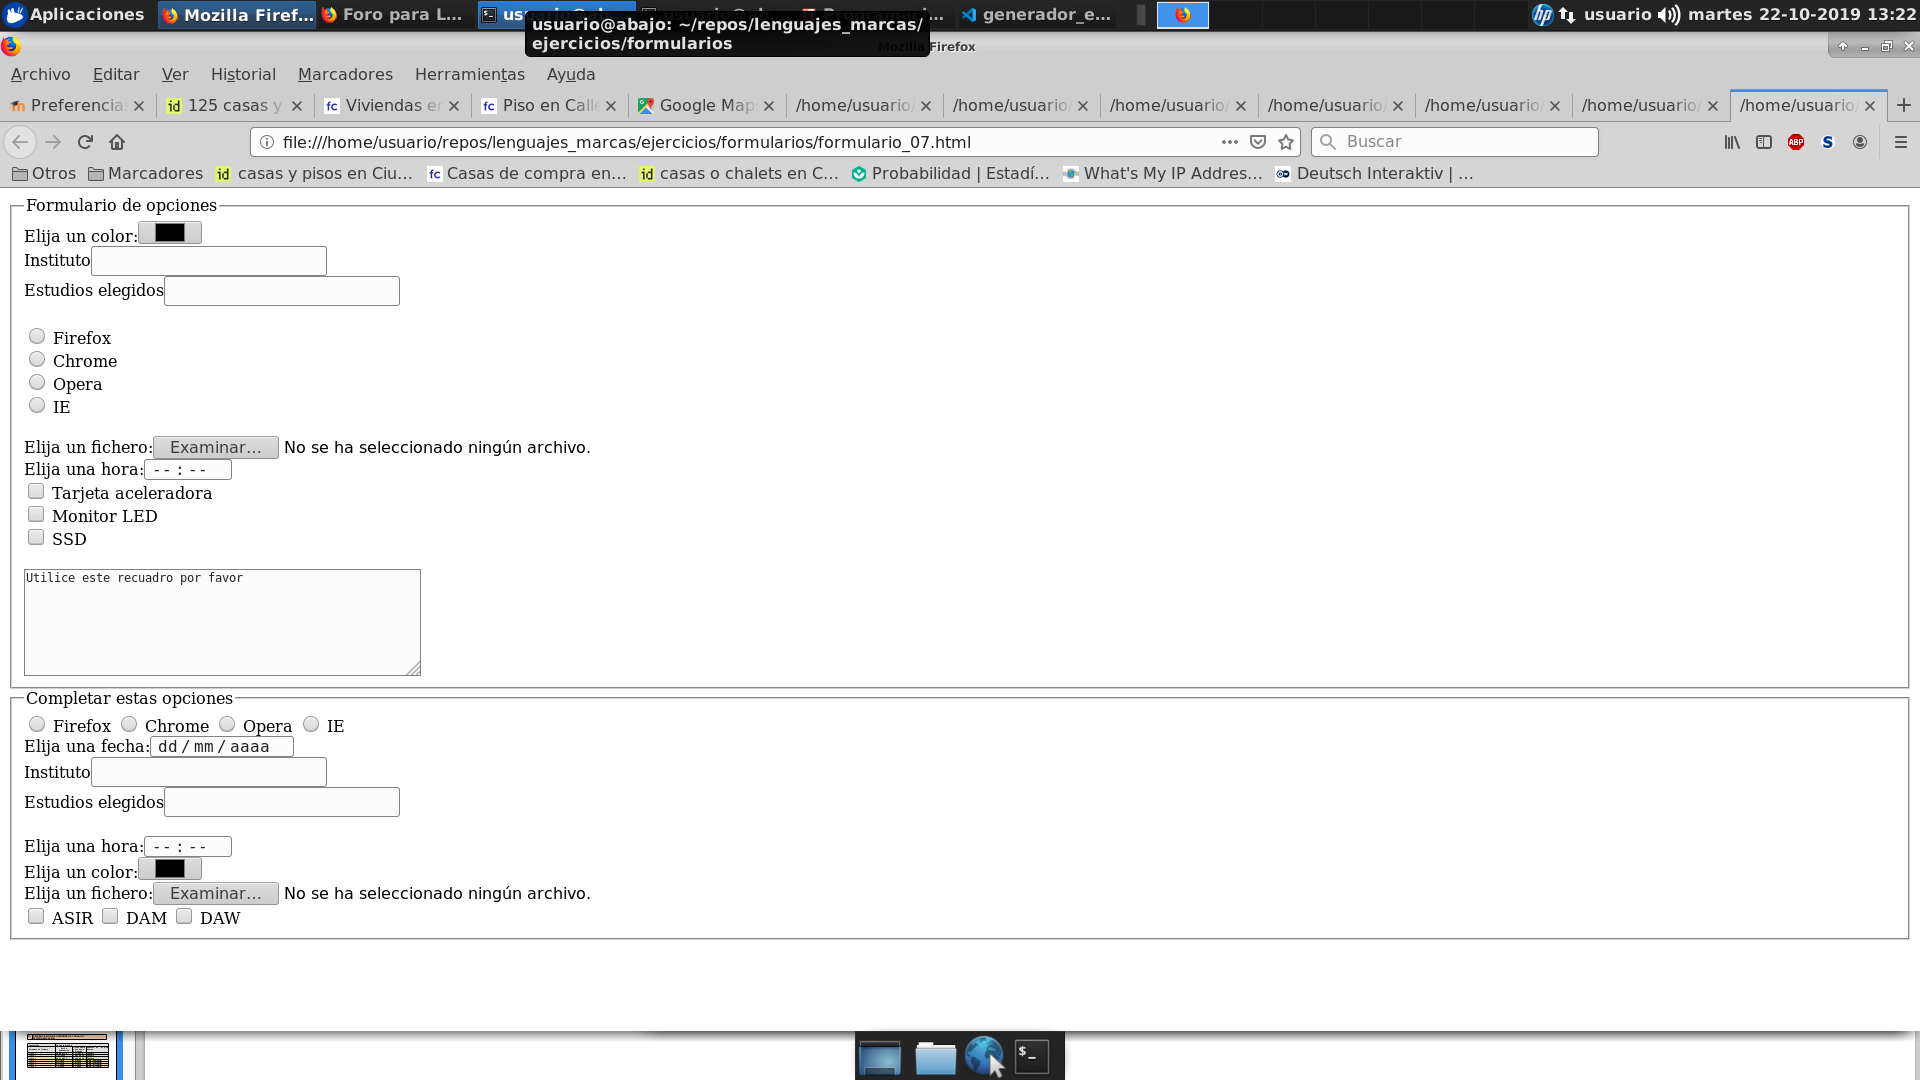 Aplicaciones
Mozilla Firef...
Foro para L...
generador_e...
usuario
martes 22-10-2019 13:22
usuario@abajo: ~/repos/lenguajes_marcas/
ejercicios/formularios
Firefox
Archivo Editar Ver Historial Marcadores Herramientas Ayuda
Preferencias
125 casas y
Viviendas en
Piso en Calle
Google Map
/home/usuario/
/home/usuario/
/home/usuario/
/home/usuario/
/home/usuario/
/home/usuario/
/home/usuario/
file:///home/usuario/repos/lenguajes_marcas/ejercicios/formularios/formulario_07.html
Buscar
ABP
S
Otros
Marcadores
casas y pisos en Ciu...
Casas de compra en...
casas o chalets en C...
Probabilidad | Estadí...
What's My IP Addres...
Deutsch Interaktiv | ...
Formulario de opciones
Elija un color:
Instituto
Estudios elegidos
Firefox
Chrome
Opera
IE
Elija un fichero: Examinar... No se ha seleccionado ningún archivo.
Elija una hora: -- : --
Tarjeta aceleradora
Monitor LED
SSD
Utilice este recuadro por favor
Completar estas opciones
Firefox Chrome Opera IE
Elija una fecha: dd / mm / aaaa
Instituto
Estudios elegidos
Elija una hora: -- : --
Elija un color:
Elija un fichero: Examinar... No se ha seleccionado ningún archivo.
ASIR DAM DAW
$_